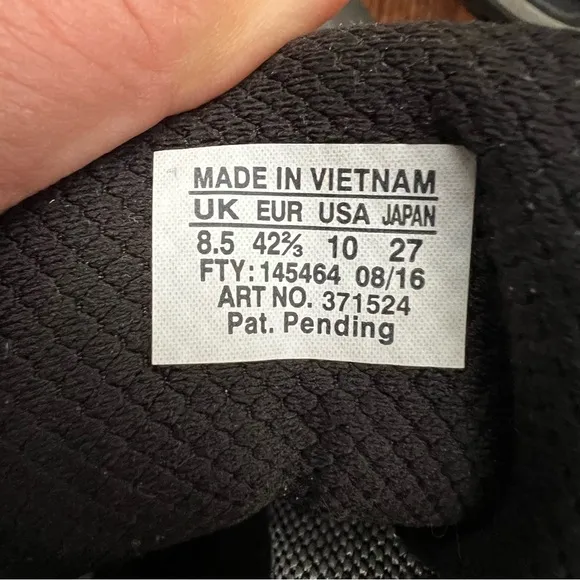 MADE IN VIETNAM
UK EUR USA JAPAN
8.5 42⅔ 10 27
FTY: 145464 08/16
ART NO. 371524
Pat. Pending